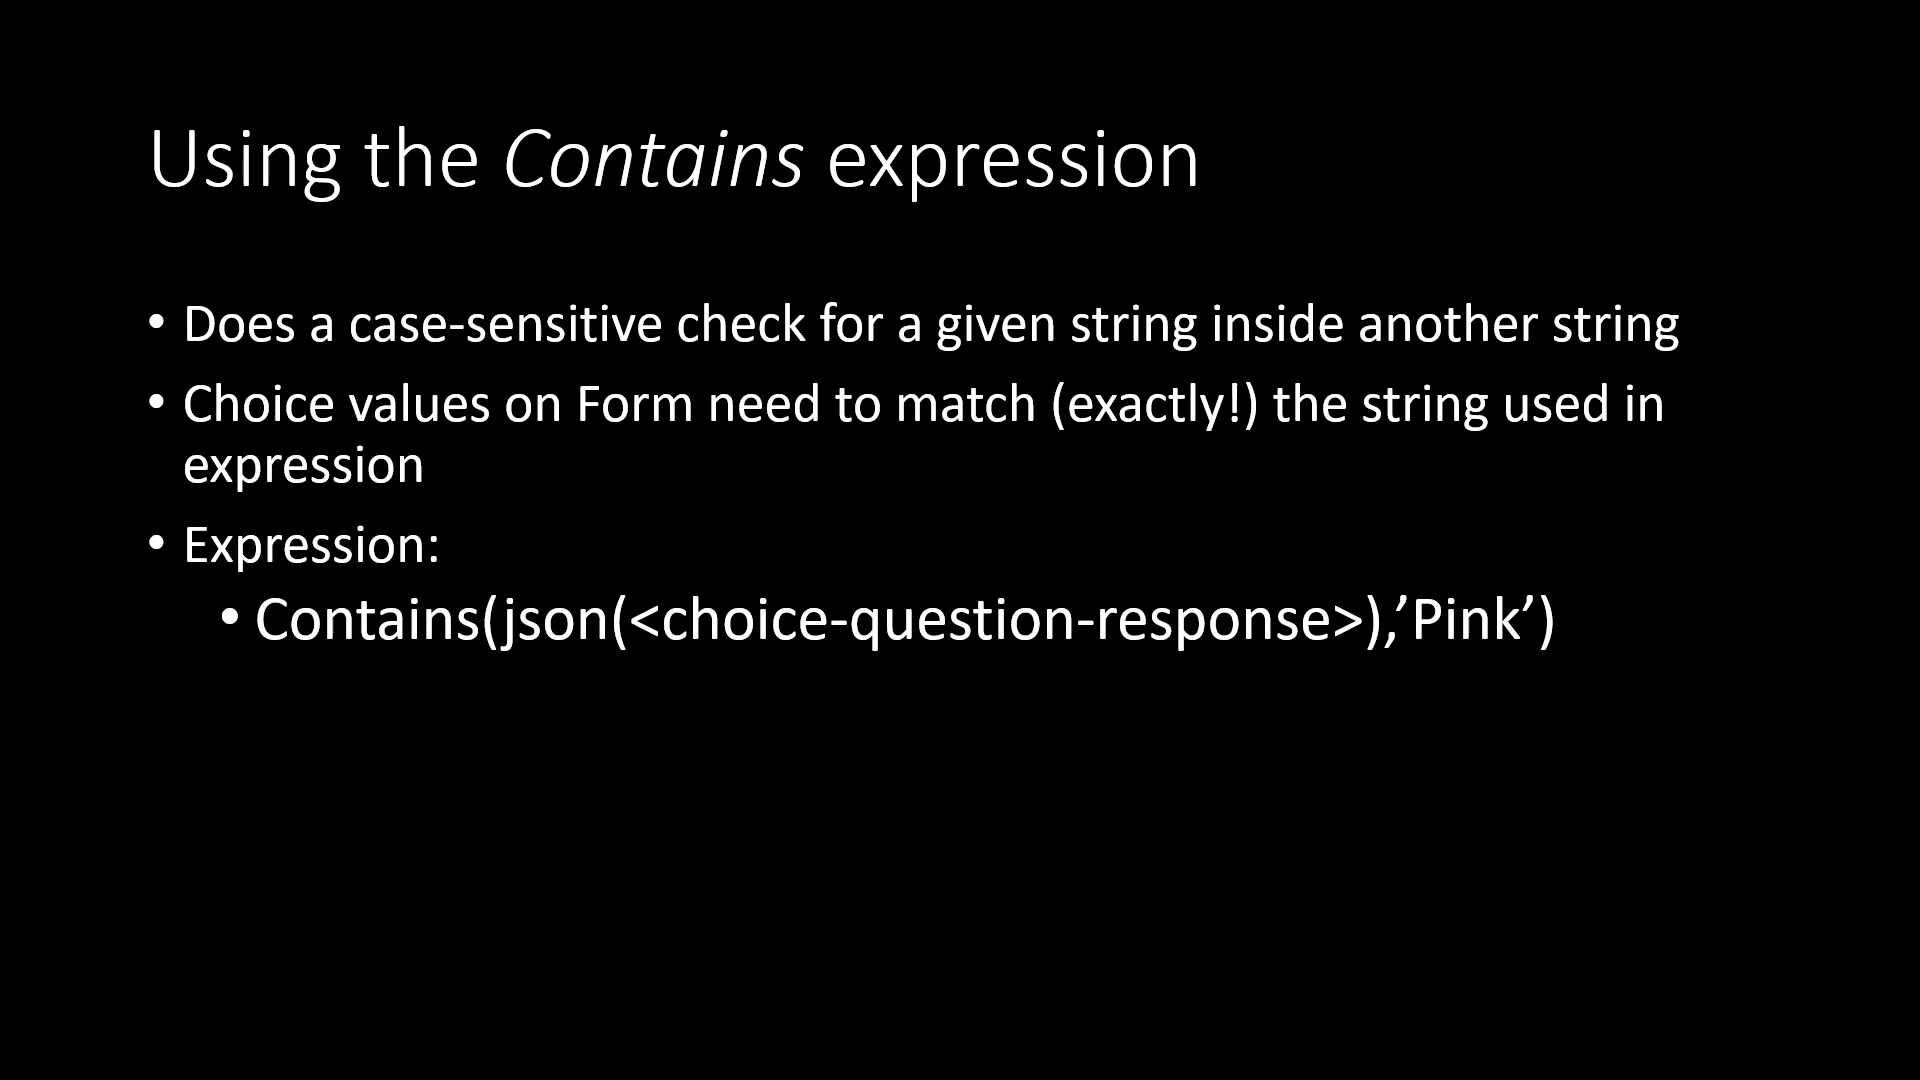 Using the Contains expression
• Does a case-sensitive check for a given string inside another string
• Choice values on Form need to match (exactly!) the string used in
expression
• Expression:
• Contains(json(<choice-question-response>),’Pink’)